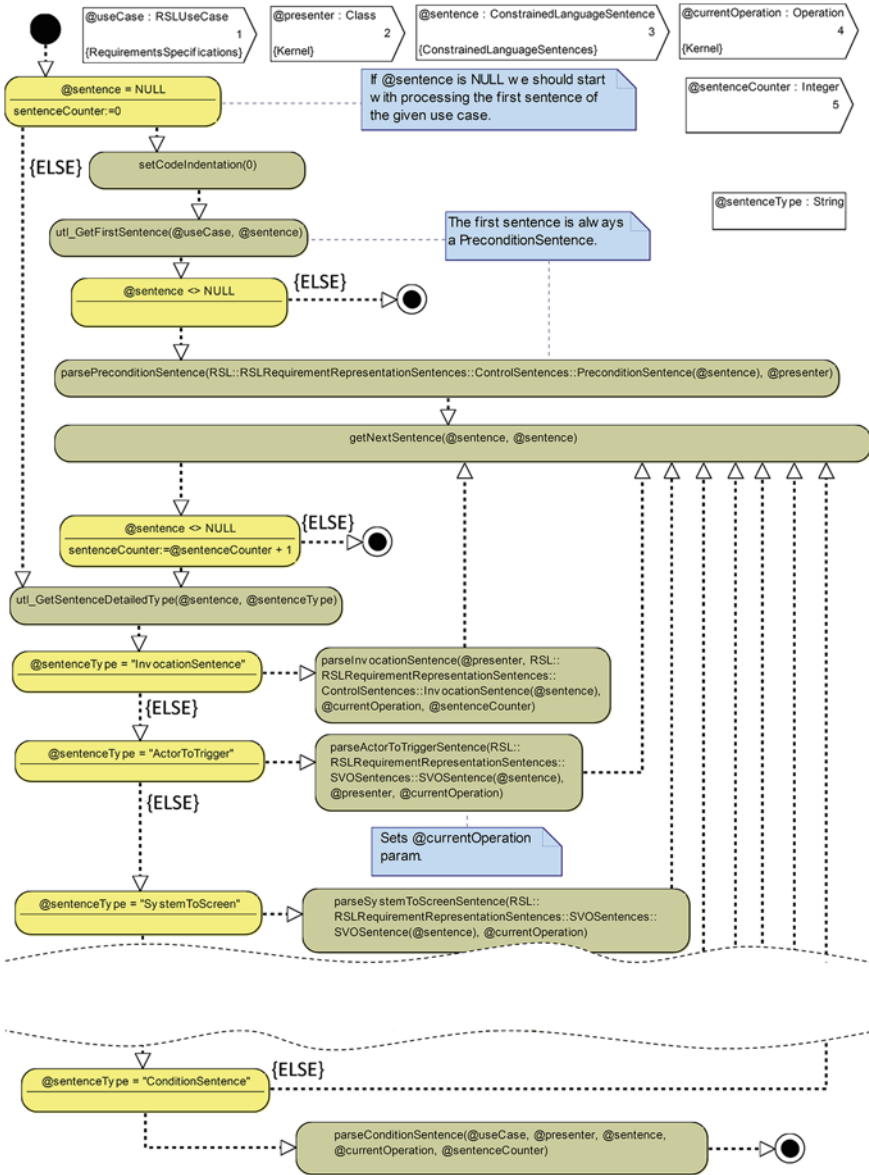 @useCase : RSLUseCase
1
{RequirementsSpecifications}
@presenter : Class
2
{Kernel}
@sentence : ConstrainedLanguageSentence
3
{ConstrainedLanguageSentences}
@currentOperation : Operation
4
{Kernel}
@sentence = NULL
sentenceCounter:=0
If @sentence is NULL we should start
with processing the first sentence of
the given use case.
@sentenceCounter : Integer
5
{ELSE}
setCodeIndentation(0)
@sentenceType : String
utl_GetFirstSentence(@useCase, @sentence)
The first sentence is always
a PreconditionSentence.
@sentence <> NULL
{ELSE}
parsePreconditionSentence(RSL::RSLRequirementRepresentationSentences::ControlSentences::PreconditionSentence(@sentence), @presenter)
getNextSentence(@sentence, @sentence)
@sentence <> NULL
sentenceCounter:=@sentenceCounter + 1
{ELSE}
utl_GetSentenceDetailedType(@sentence, @sentenceType)
@sentenceType = "InvocationSentence"
parseInvocationSentence(@presenter, RSL::
RSLRequirementRepresentationSentences::
ControlSentences::InvocationSentence(@sentence),
@currentOperation, @sentenceCounter)
{ELSE}
@sentenceType = "ActorToTrigger"
parseActorToTriggerSentence(RSL::
RSLRequirementRepresentationSentences::
SVOSentences::SVOSentence(@sentence),
@presenter, @currentOperation)
{ELSE}
Sets @currentOperation
param.
@sentenceType = "SystemToScreen"
parseSystemToScreenSentence(RSL::
RSLRequirementRepresentationSentences::SVOSentences::
SVOSentence(@sentence), @currentOperation)
@sentenceType = "ConditionSentence"
{ELSE}
parseConditionSentence(@useCase, @presenter, @sentence,
@currentOperation, @sentenceCounter)